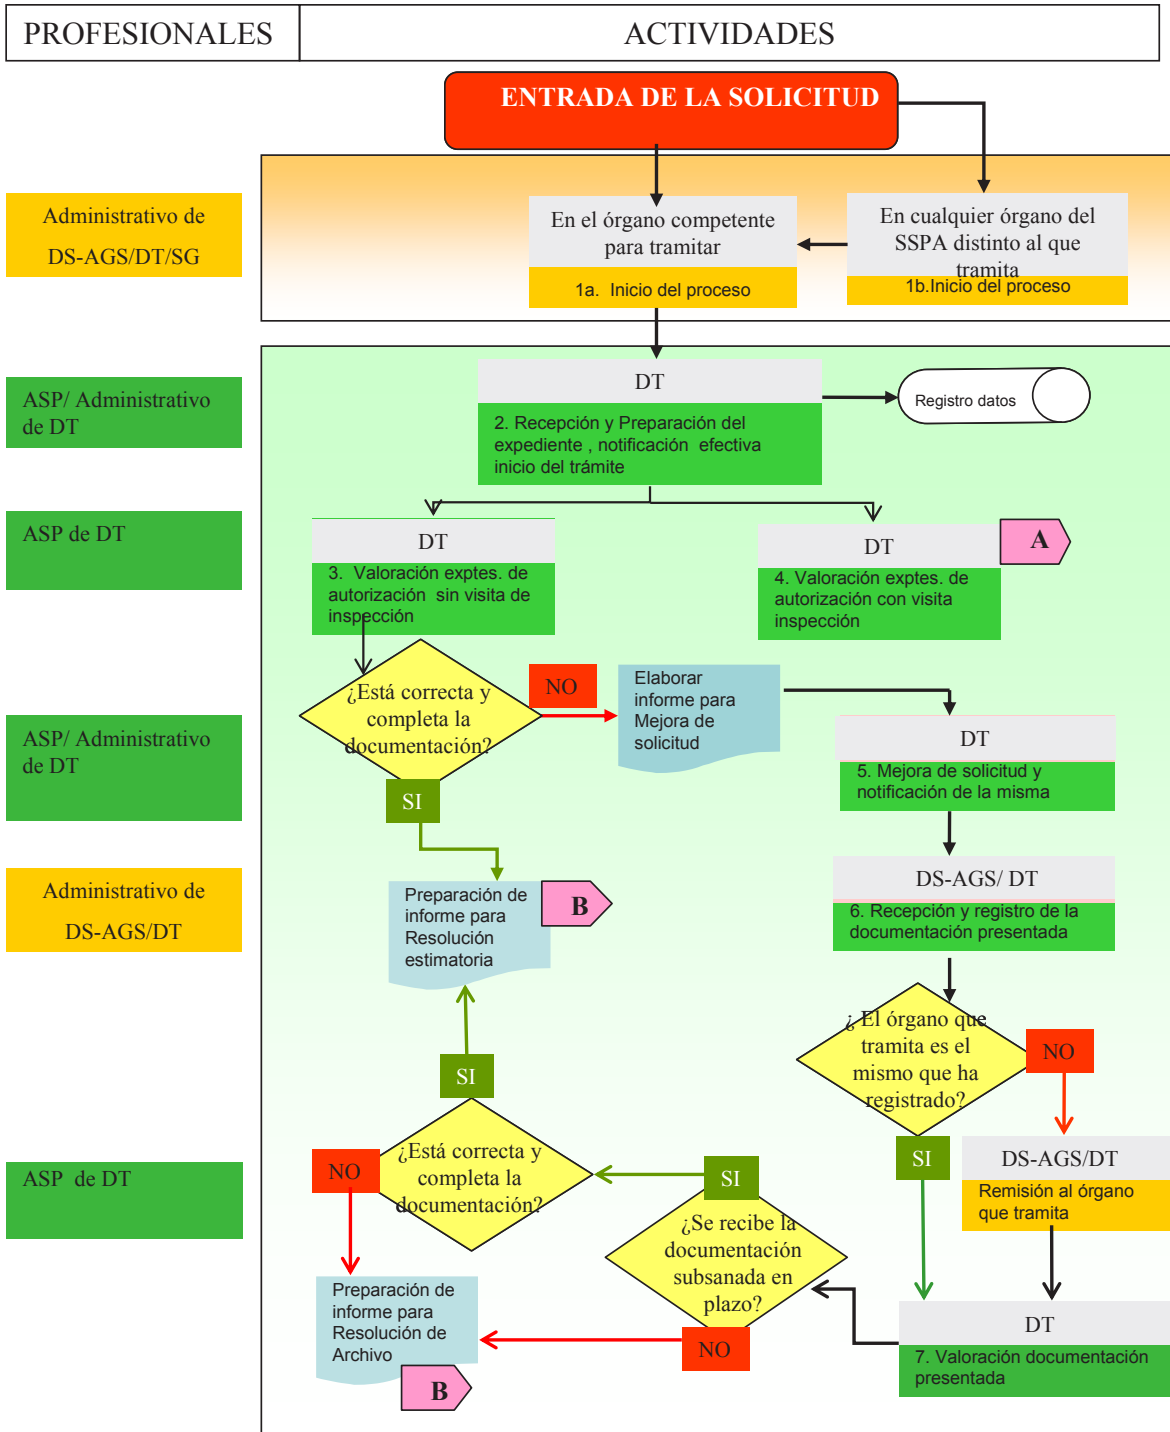 PROFESIONALES
ACTIVIDADES
ENTRADA DE LA SOLICITUD
Administrativo de
DS-AGS/DT/SG
En el órgano competente
para tramitar
1a. Inicio del proceso
En cualquier órgano del
SSPA distinto al que
tramita
1b.Inicio del proceso
ASP/ Administrativo
de DT
DT
2. Recepción y Preparación del
expediente , notificación efectiva
inicio del trámite
Registro datos
ASP de DT
DT
3. Valoración exptes. de
autorización sin visita de
inspección
DT
4. Valoración exptes. de
autorización con visita
inspección
A
¿Está correcta y
completa la
documentación?
NO
Elaborar
informe para
Mejora de
solicitud
ASP/ Administrativo
de DT
DT
5. Mejora de solicitud y
notificación de la misma
SI
Administrativo de
DS-AGS/DT
Preparación de
informe para
Resolución
estimatoria
B
DS-AGS/ DT
6. Recepción y registro de la
documentación presentada
¿ El órgano que
tramita es el
mismo que ha
registrado?
NO
SI
SI
DS-AGS/DT
Remisión al órgano
que tramita
ASP de DT
¿Está correcta y
completa la
documentación?
NO
SI
¿Se recibe la
documentación
subsanada en
plazo?
NO
Preparación de
informe para
Resolución de
Archivo
B
DT
7. Valoración documentación
presentada